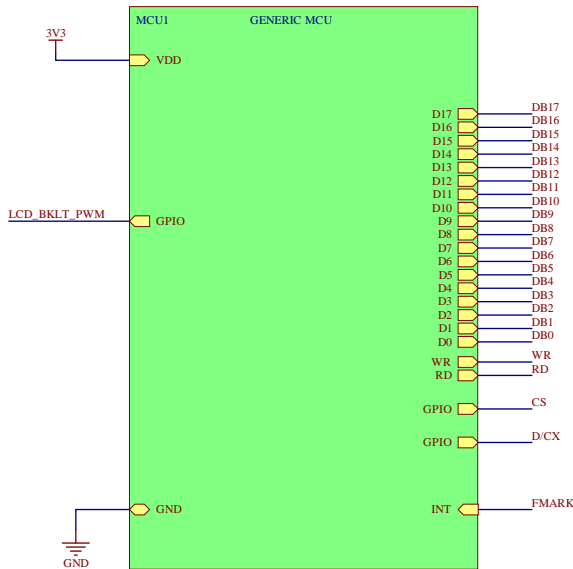 MCU1 GENERIC MCU
3V3
VDD
D17 DB17
D16 DB16
D15 DB15
D14 DB14
D13 DB13
D12 DB12
D11 DB11
D10 DB10
D9 DB9
D8 DB8
D7 DB7
D6 DB6
D5 DB5
D4 DB4
D3 DB3
D2 DB2
D1 DB1
D0 DB0
LCD_BKLT_PWM GPIO
WR WR
RD RD
GPIO CS
GPIO D/CX
GND INT FMARK
GND